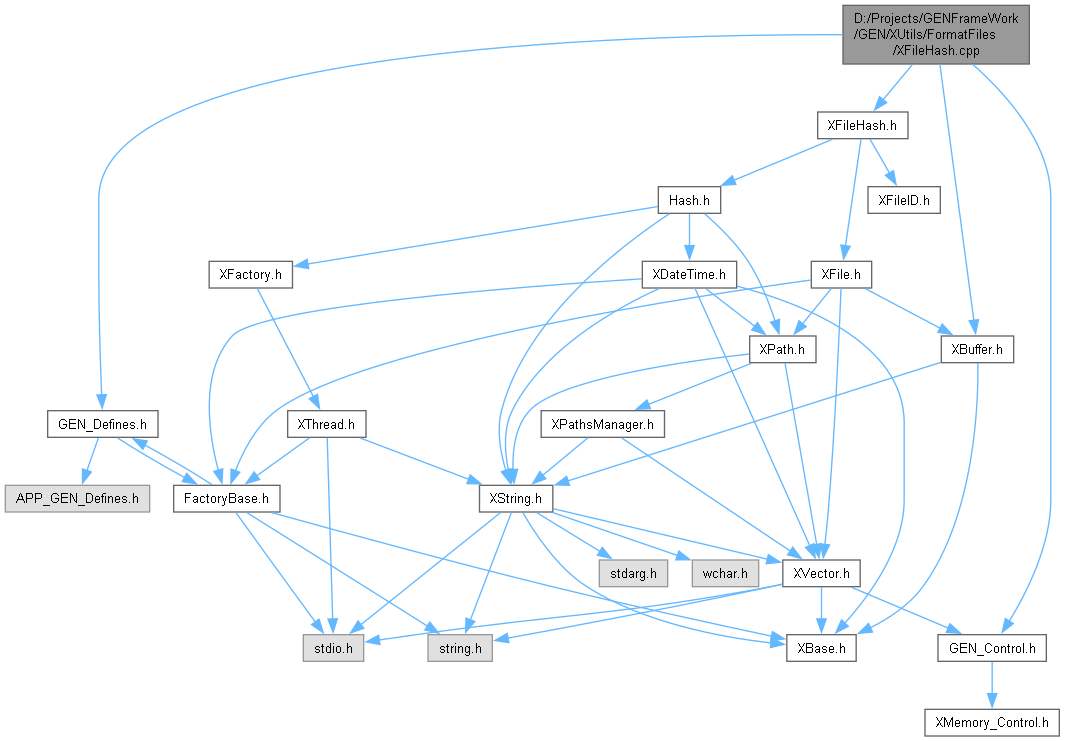 D:/Projects/GENFrameWork
/GEN/XUtils/FormatFiles
/XFileHash.cpp
XFileHash.h
Hash.h
XFileID.h
XFactory.h
XDateTime.h
XFile.h
XPath.h
XBuffer.h
GEN_Defines.h
XThread.h
XPathsManager.h
APP_GEN_Defines.h
FactoryBase.h
XString.h
stdarg.h
wchar.h
XVector.h
stdio.h
string.h
XBase.h
GEN_Control.h
XMemory_Control.h